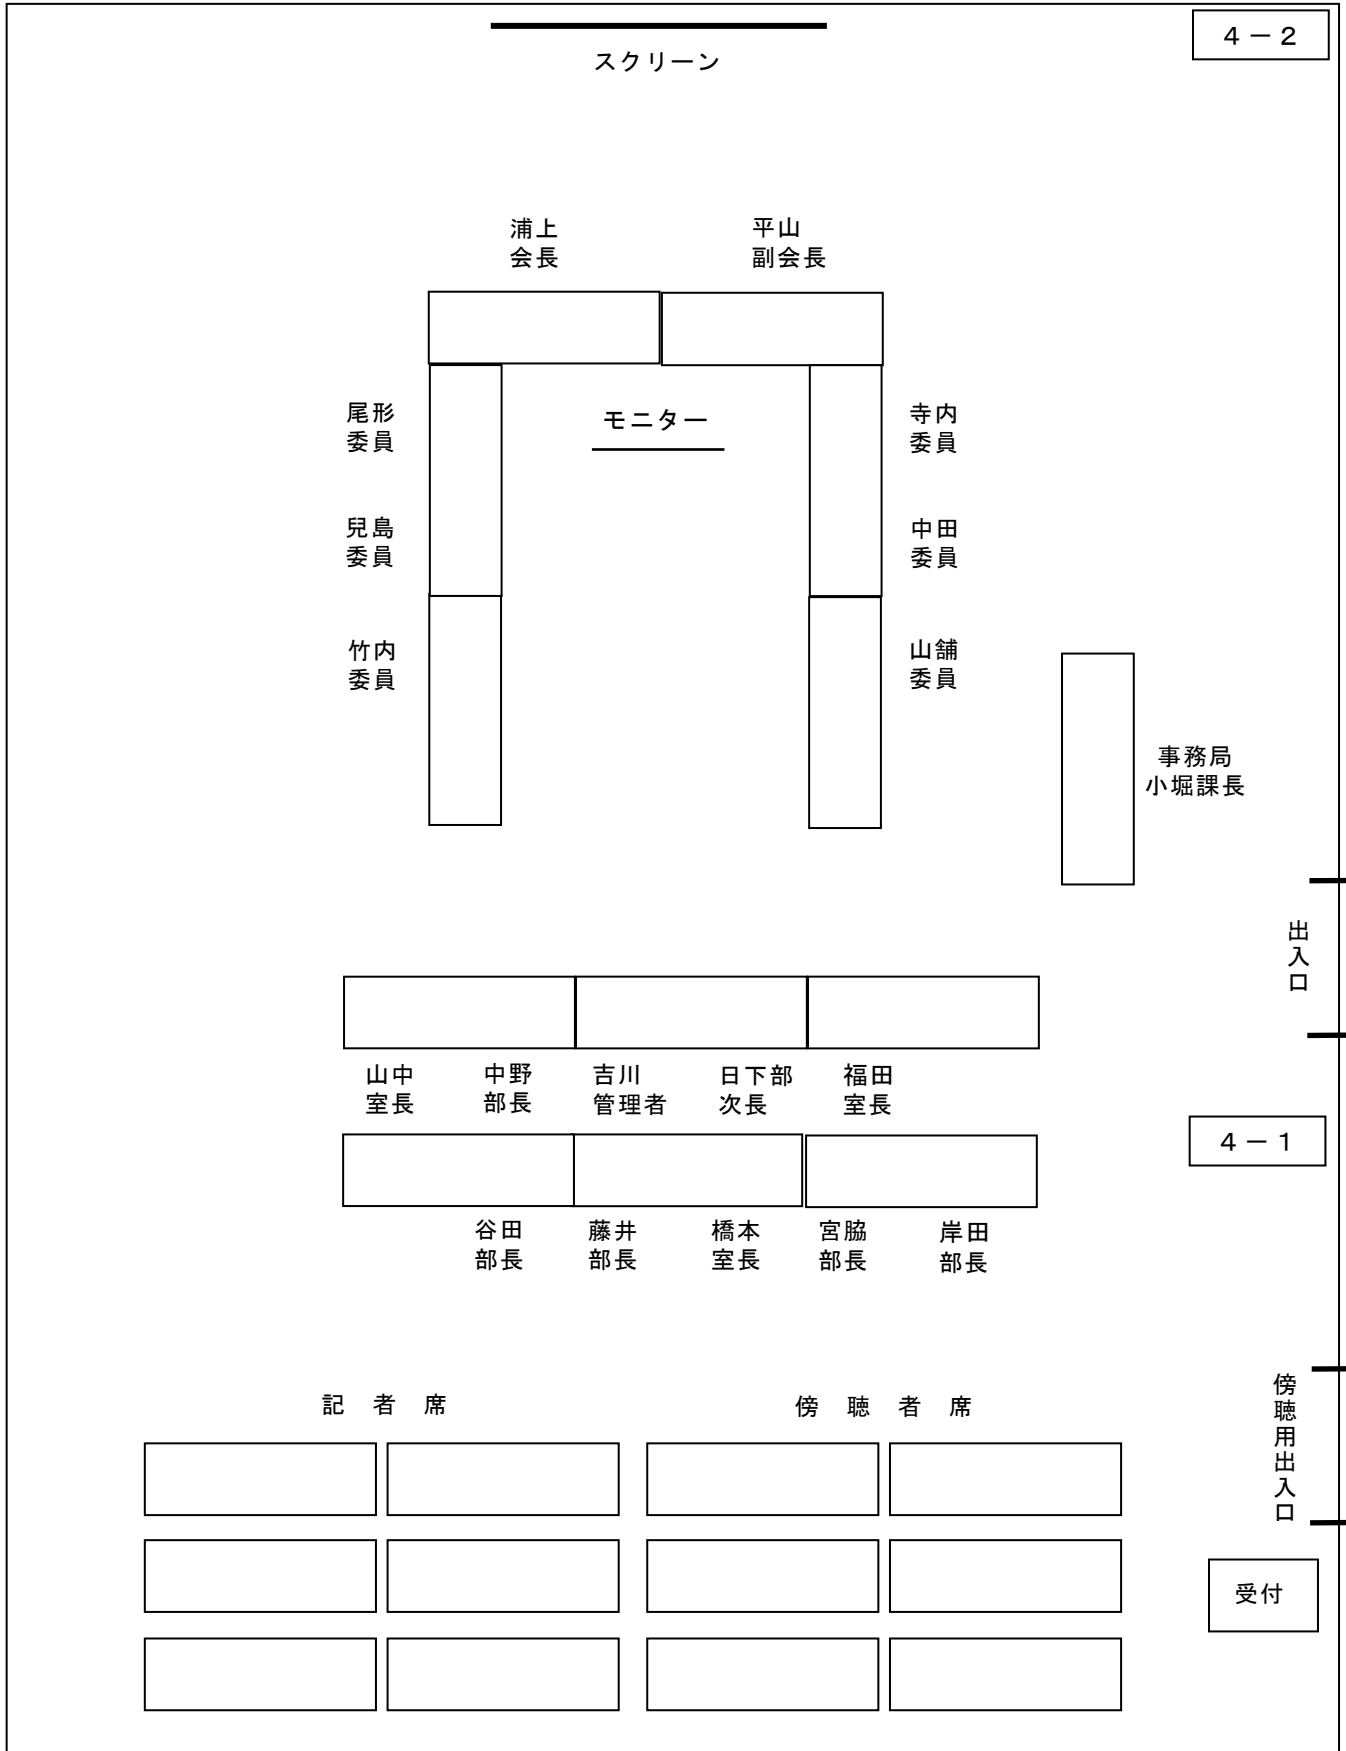 ４－２
スクリーン
浦上
会長
平山
副会長
尾形
委員
モニター
寺内
委員
兒島
委員
中田
委員
竹内
委員
山舗
委員
事務局
小堀課長
出入口
山中
室長
中野
部長
吉川
管理者
日下部
次長
福田
室長
４－１
谷田
部長
藤井
部長
橋本
室長
宮脇
部長
岸田
部長
記者席
傍聴者席
傍聴用出入口
受付